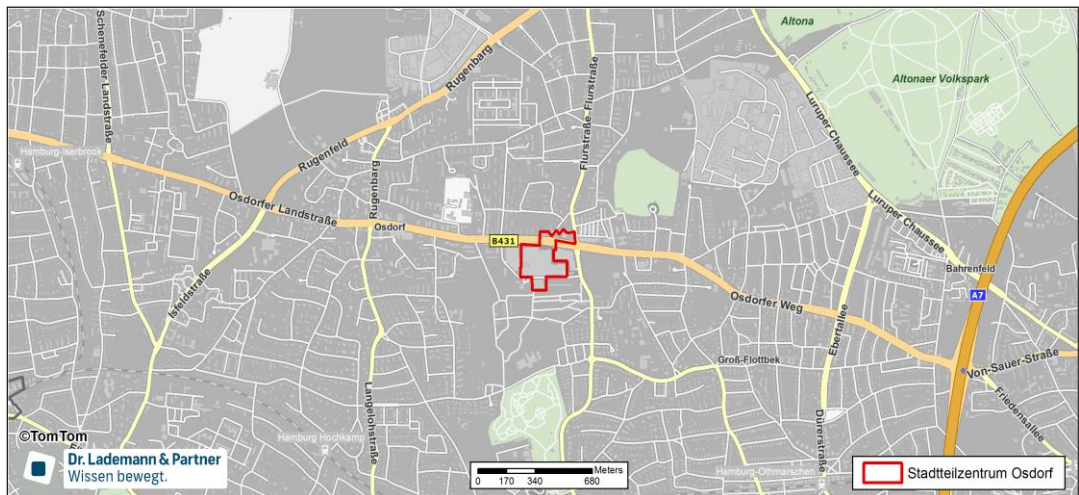 Altona
Altonaer Volkspark
Schenefelder Landstraße
Rugenbarg
Flurstraße-Flurstraße
Luruper Chaussee
Hamburg-Iserbrook
Rugenfeld
Osdorfer Landstraße
Rugenbarg
Osdorf
B431
Luruper Chaussee
Bahrenfeld
A7
Isfeldstraße
Osdorfer Weg
Ebertallee
Groß-Flottbek
Von-Sauer-Straße
Friedensallee
Langelohstraße
Dürerstraße
Hamburg Hochkamp
Hamburg-Othmarschen
©TomTom
Dr. Lademann & Partner
Wissen bewegt.
Meters
0 170 340 680
Stadtteilzentrum Osdorf